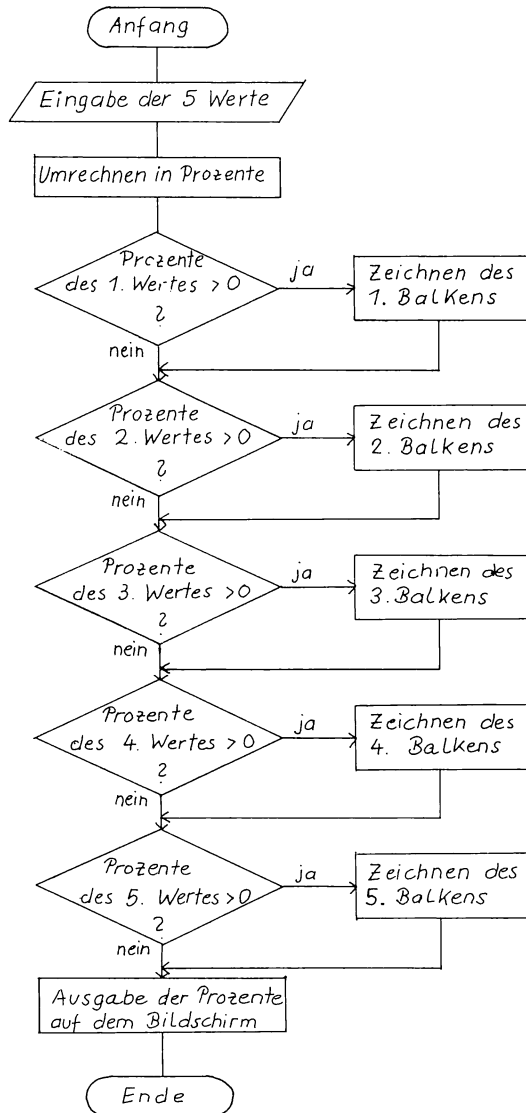 Anfang
Eingabe der 5 Werte
Umrechnen in Prozente
Prozente
des 1. Wertes > 0
?
ja
Zeichnen des
1. Balkens
nein
Prozente
des 2. Wertes > 0
?
ja
Zeichnen des
2. Balkens
nein
Prozente
des 3. Wertes > 0
?
ja
Zeichnen des
3. Balkens
nein
Prozente
des 4. Wertes > 0
?
ja
Zeichnen des
4. Balkens
nein
Prozente
des 5. Wertes > 0
?
ja
Zeichnen des
5. Balkens
nein
Ausgabe der Prozente
auf dem Bildschirm
Ende